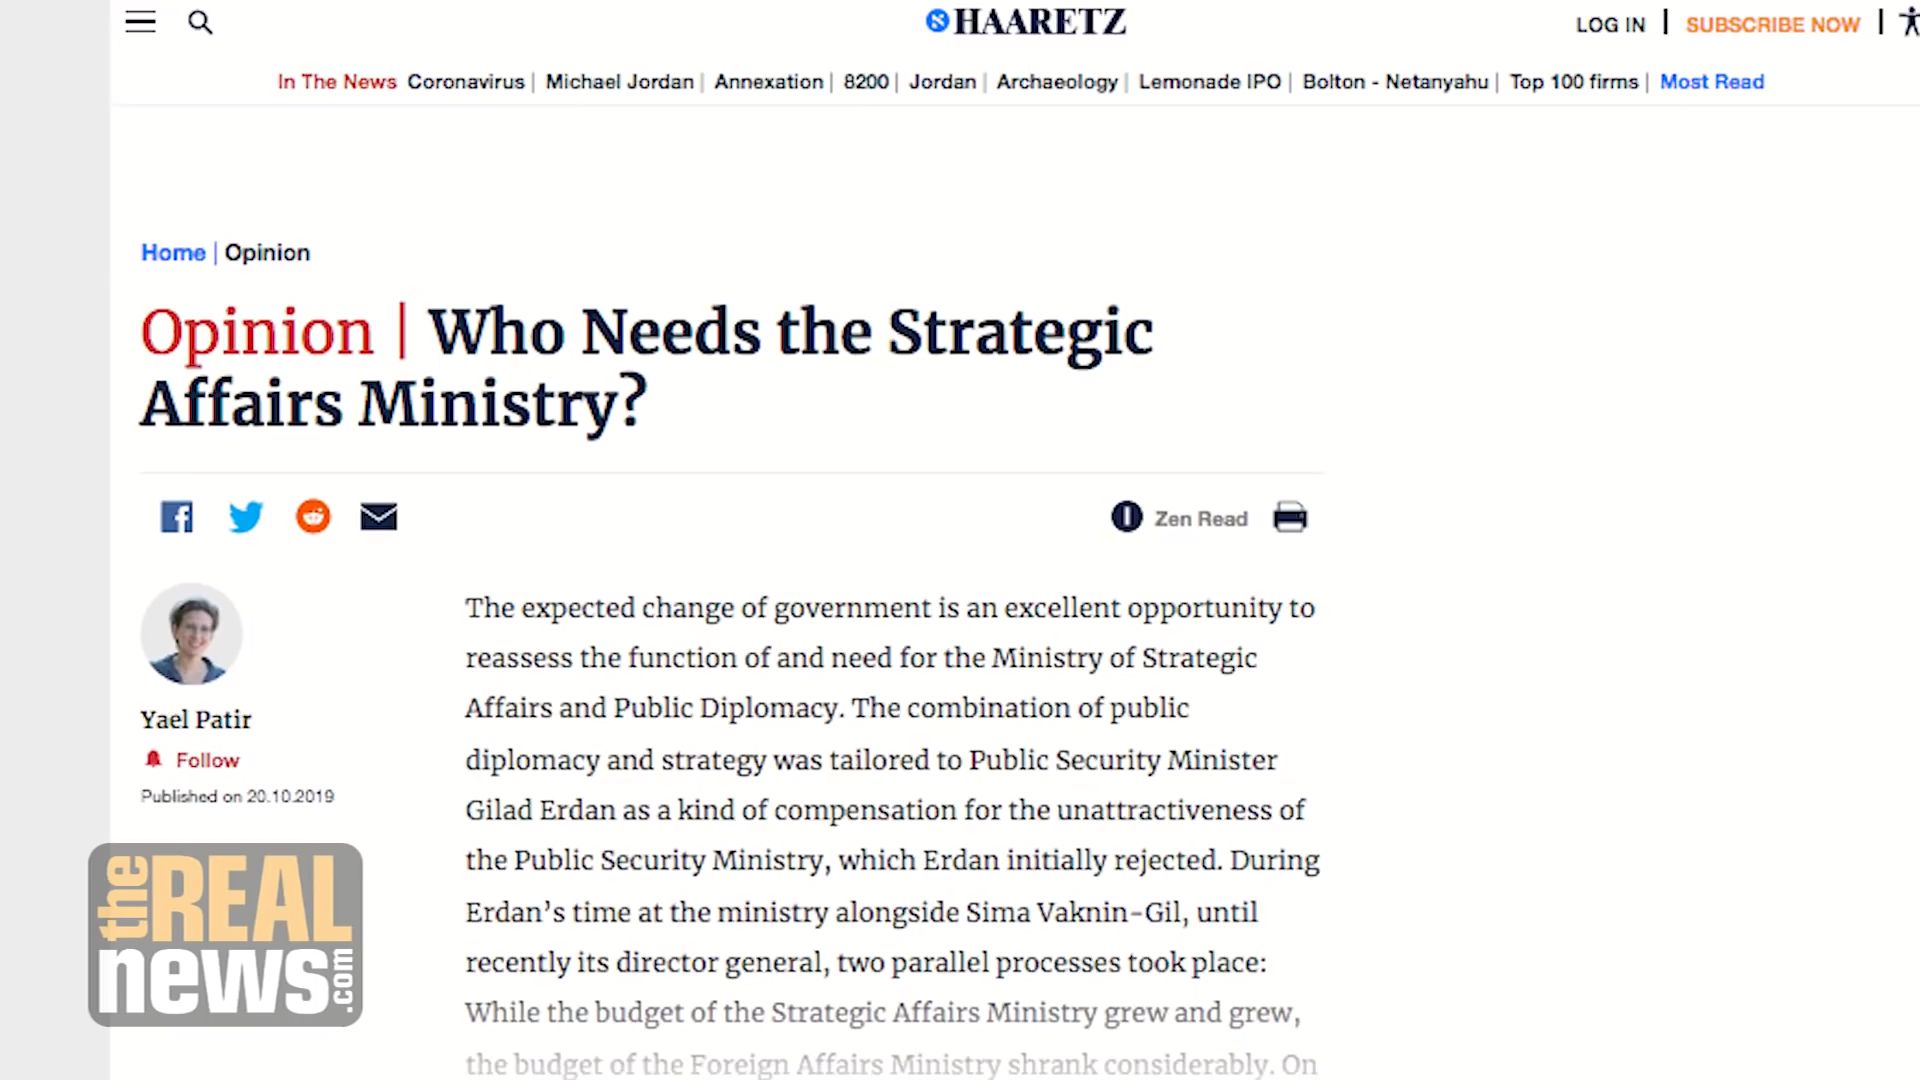 HAARETZ
LOG IN | SUBSCRIBE NOW |
In The News Coronavirus | Michael Jordan | Annexation | 8200 | Jordan | Archaeology | Lemonade IPO | Bolton - Netanyahu | Top 100 firms | Most Read
Home | Opinion
Opinion | Who Needs the Strategic
Affairs Ministry?
Zen Read
Yael Patir
Follow
Published on 20.10.2019
The expected change of government is an excellent opportunity to
reassess the function of and need for the Ministry of Strategic
Affairs and Public Diplomacy. The combination of public
diplomacy and strategy was tailored to Public Security Minister
Gilad Erdan as a kind of compensation for the unattractiveness of
the Public Security Ministry, which Erdan initially rejected. During
Erdan's time at the ministry alongside Sima Vaknin-Gil, until
recently its director general, two parallel processes took place:
While the budget of the Strategic Affairs Ministry grew and grew,
the budget of the Foreign Affairs Ministry shrank considerably. On
the REAL
news.com